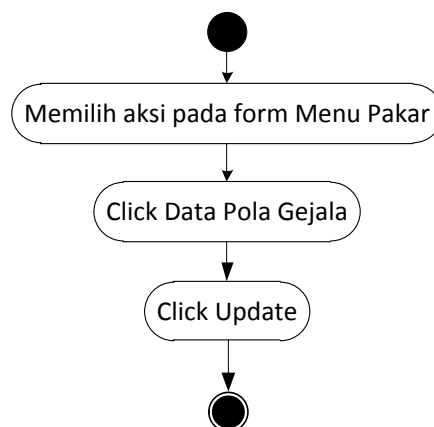 Memilih aksi pada form Menu Pakar
Click Data Pola Gejala
Click Update